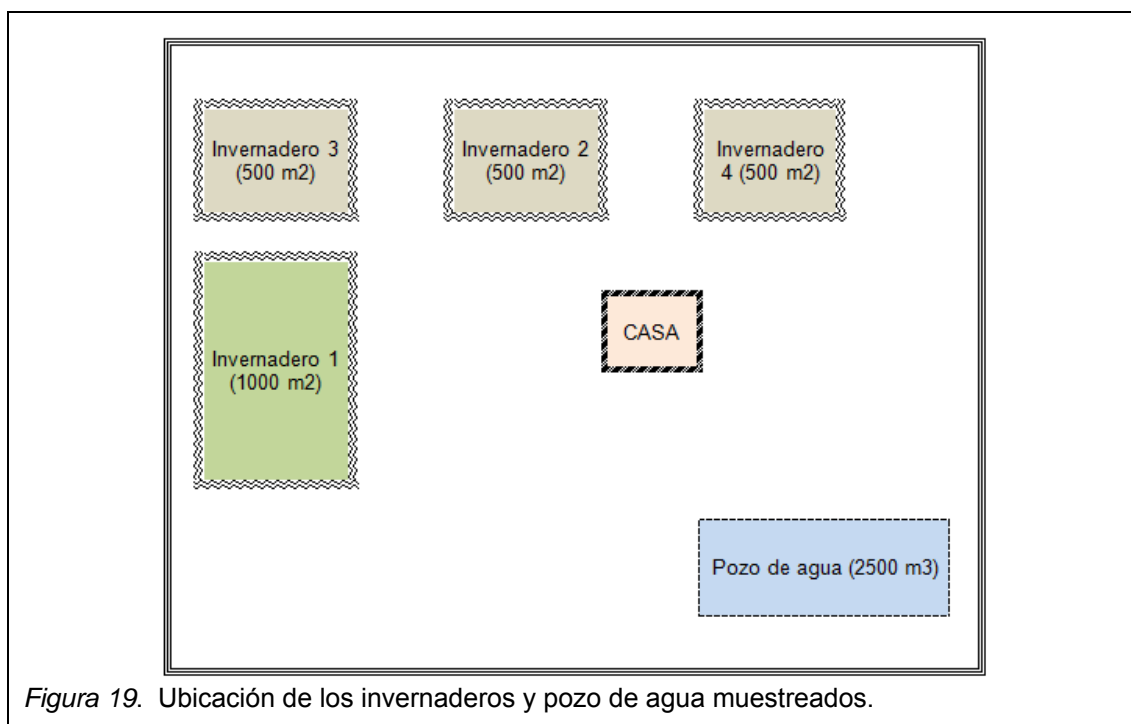 Invernadero 3
(500 m2)
Invernadero 2
(500 m2)
Invernadero
4 (500 m2)
Invernadero 1
(1000 m2)
CASA
Pozo de agua (2500 m3)
Figura 19. Ubicación de los invernaderos y pozo de agua muestreados.